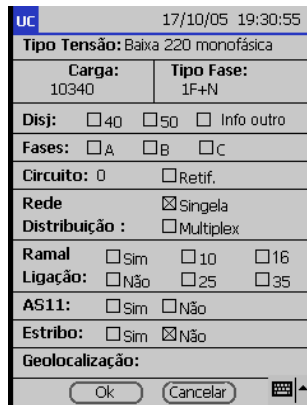 UC 17/10/05 19:30:55
Tipo Tensão: Baixa 220 monofásica
Carga: Tipo Fase:
10340 1F+N
Disj: 40 50 Info outro
Fases: A B C
Circuito: 0 Retif.
Rede Singela
Distribuição : Multiplex
Ramal Sim 10 16
Ligação: Não 25 35
AS11: Sim Não
Estribo: Sim Não
Geolocalização:
Ok Cancelar